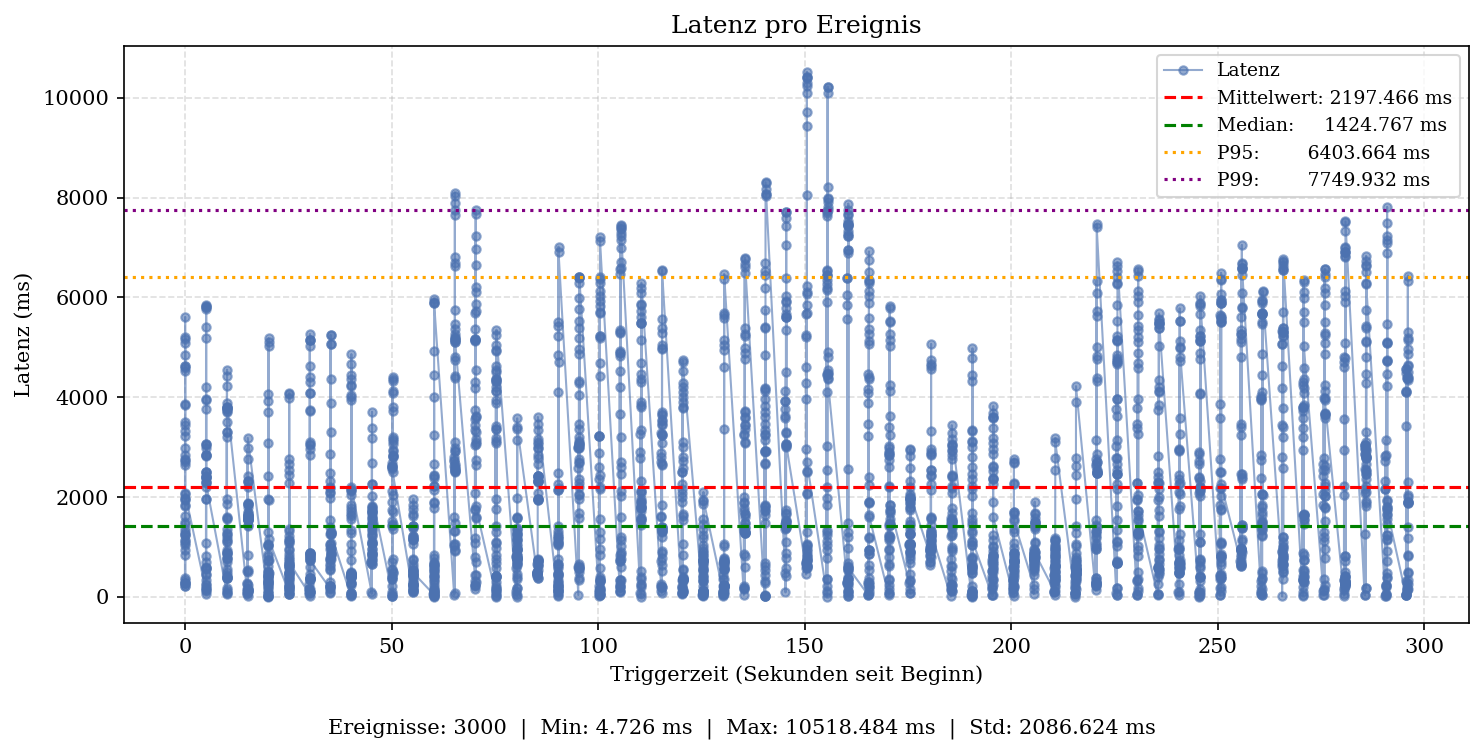 Latenz pro Ereignis
Latenz (ms)
10000
8000
6000
4000
2000
0
Latenz
Mittelwert: 2197.466 ms
Median: 1424.767 ms
P95: 6403.664 ms
P99: 7749.932 ms
0 50 100 150 200 250 300
Triggerzeit (Sekunden seit Beginn)
Ereignisse: 3000 | Min: 4.726 ms | Max: 10518.484 ms | Std: 2086.624 ms